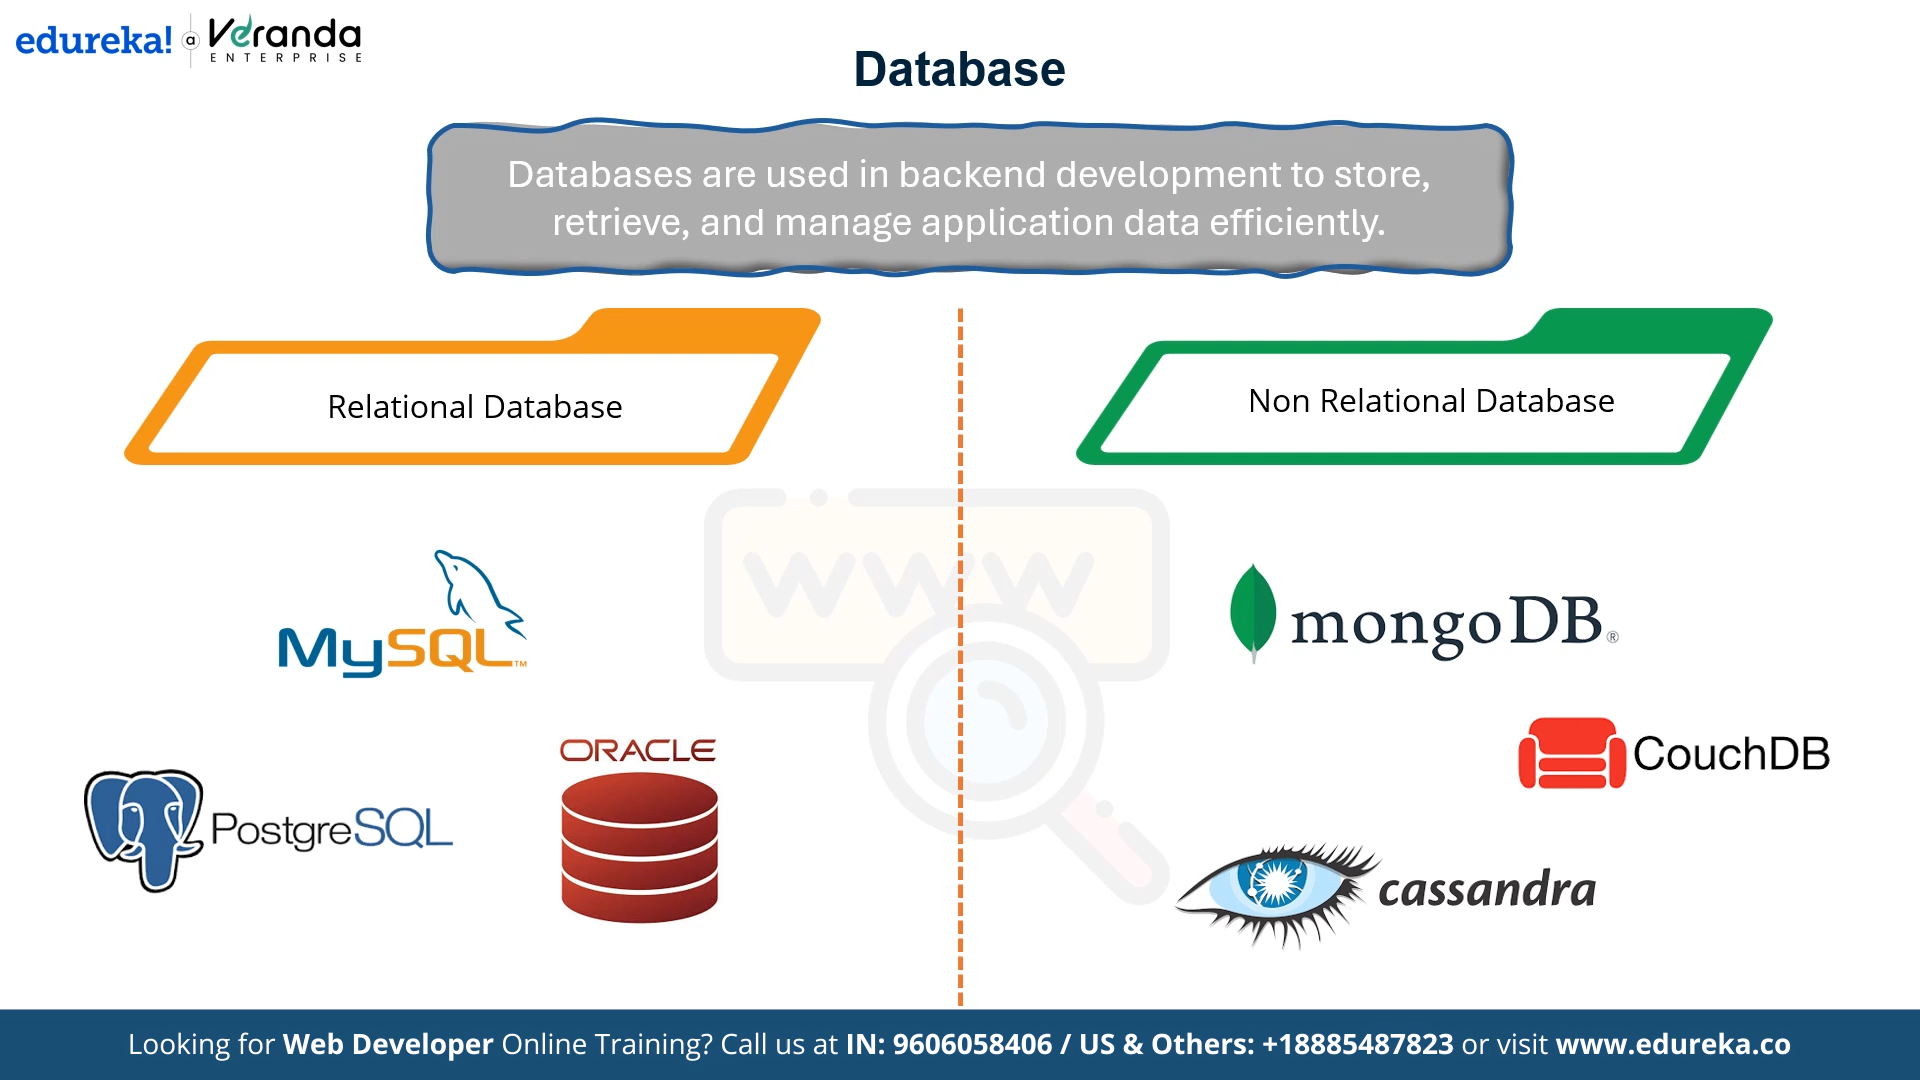 edureka! a Veranda
ENTERPRISE
Database
Databases are used in backend development to store,
retrieve, and manage application data efficiently.
Relational Database
Non Relational Database
www
MySQL™
mongoDB®
ORACLE
CouchDB
PostgreSQL
cassandra
Looking for Web Developer Online Training? Call us at IN: 9606058406 / US & Others: +18885487823 or visit www.edureka.co